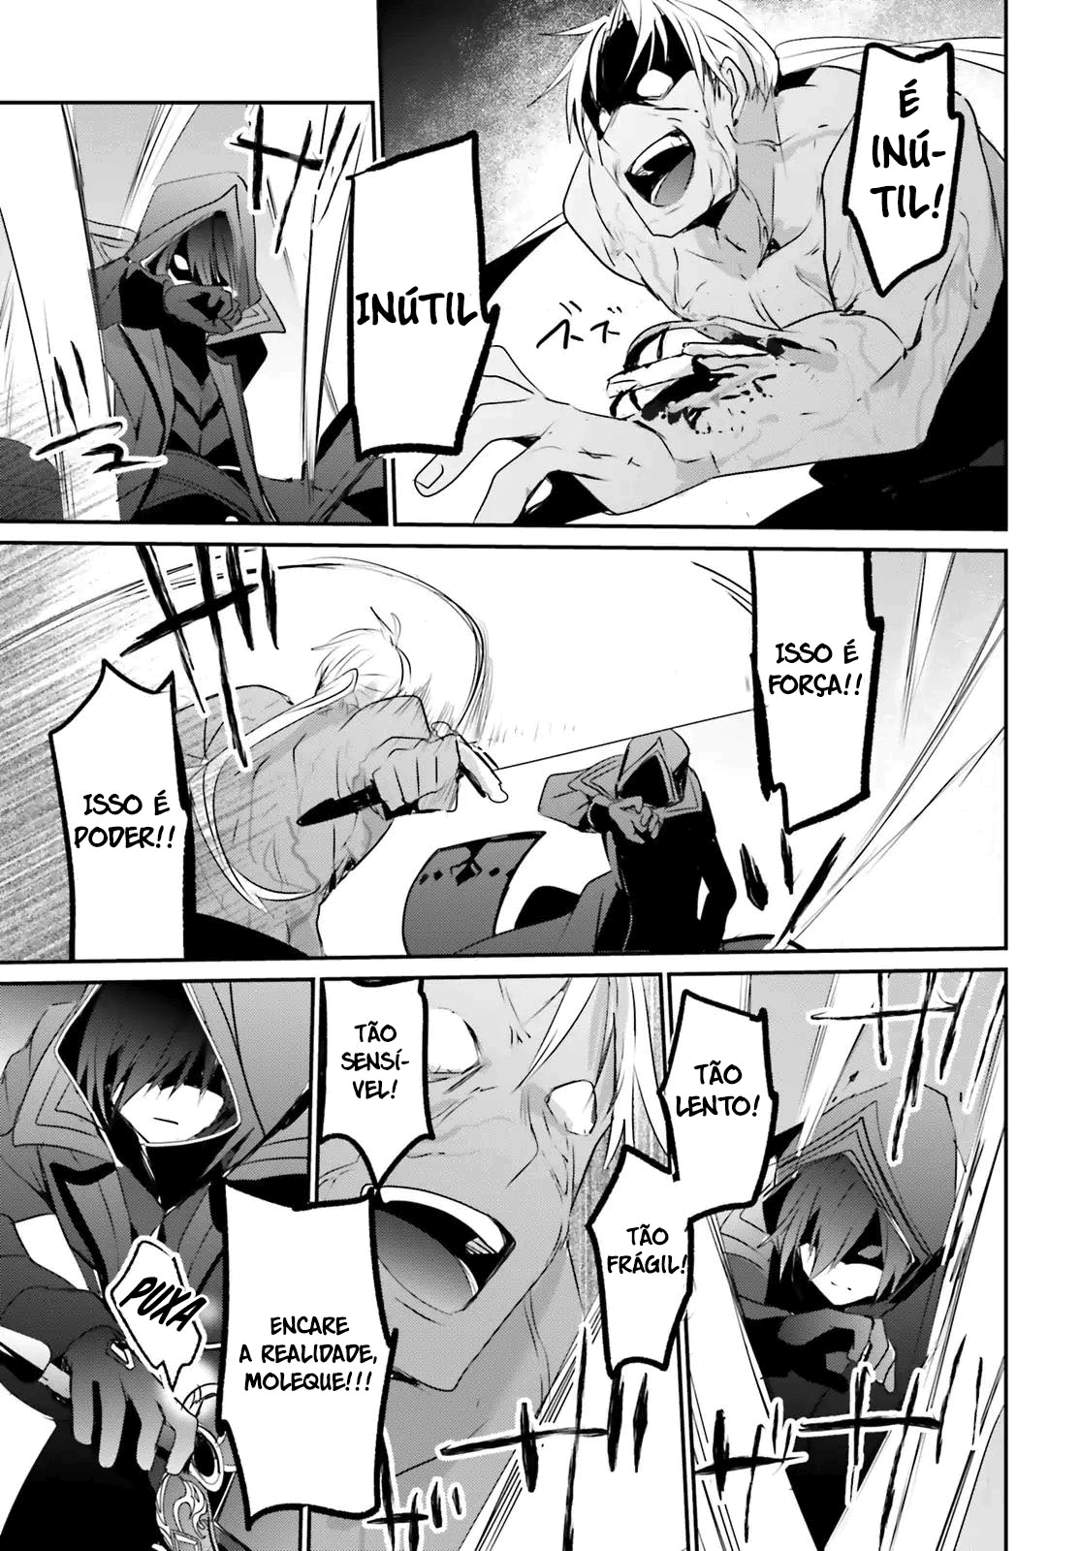 É
INÚ-
TIL!
INÚTIL
ズズ
ISSO É
FORÇA!!
ISSO É
PODER!!
TÃO
LENTO!
TÃO
FRÁGIL!
TÃO
SENSÍ-
VEL!
ENCARE
A REALIDADE,
MOLEQUE!!!
PUXA